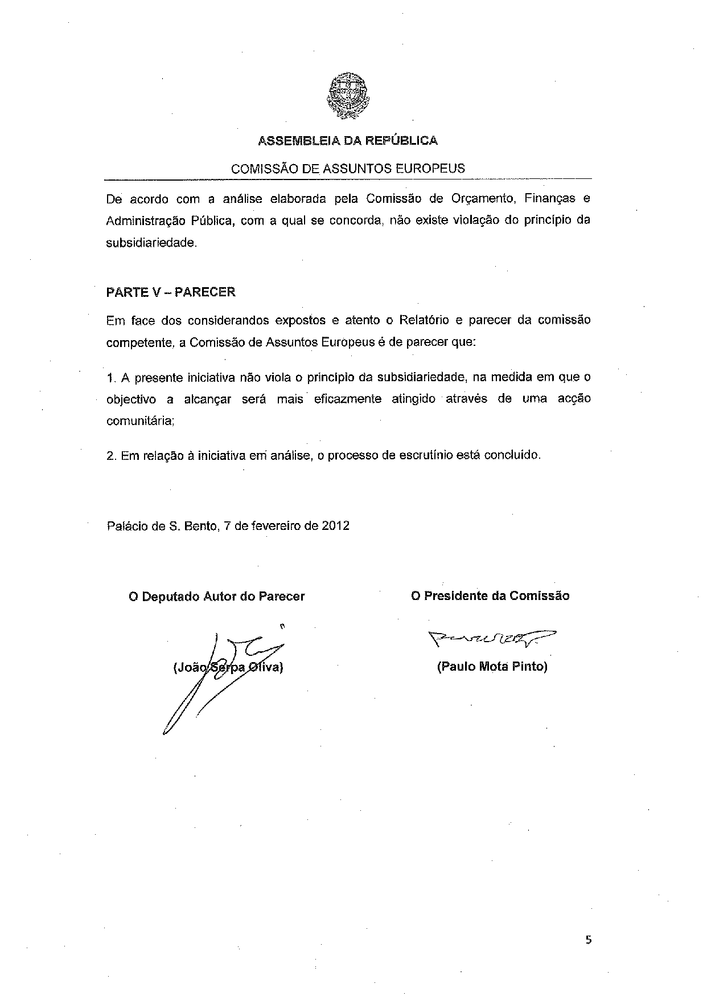 ASSEMBLEIA DA REPÚBLICA
COMISSÃO DE ASSUNTOS EUROPEUS
De acordo com a análise elaborada pela Comissão de Orçamento, Finanças e
Administração Pública, com a qual se concorda, não existe violação do princípio da
subsidiariedade.
PARTE V – PARECER
Em face dos considerandos expostos e atento o Relatório e parecer da comissão
competente, a Comissão de Assuntos Europeus é de parecer que:
1. A presente iniciativa não viola o princípio da subsidiariedade, na medida em que o
objectivo a alcançar será mais eficazmente atingido através de uma acção
comunitária;
2. Em relação à iniciativa em análise, o processo de escrutínio está concluído.
Palácio de S. Bento, 7 de fevereiro de 2012
O Deputado Autor do Parecer O Presidente da Comissão
(João Serpa Oliva) (Paulo Mota Pinto)
5